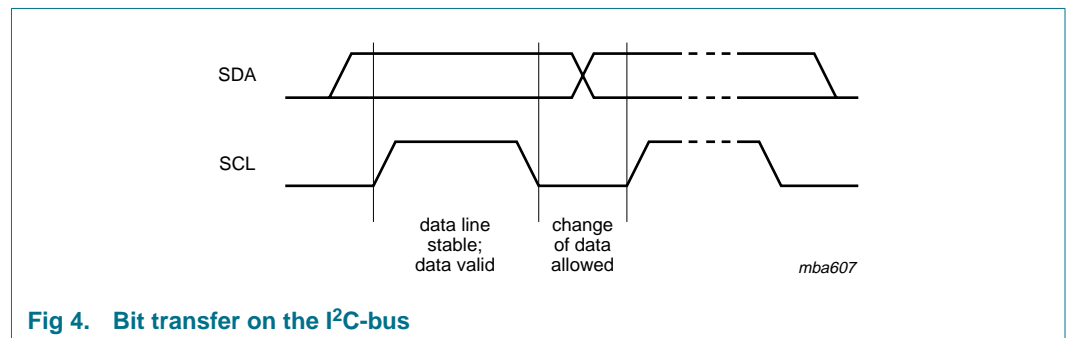 SDA
SCL
data line
stable;
data valid
change
of data
allowed
mba607
Fig 4. Bit transfer on the I²C-bus